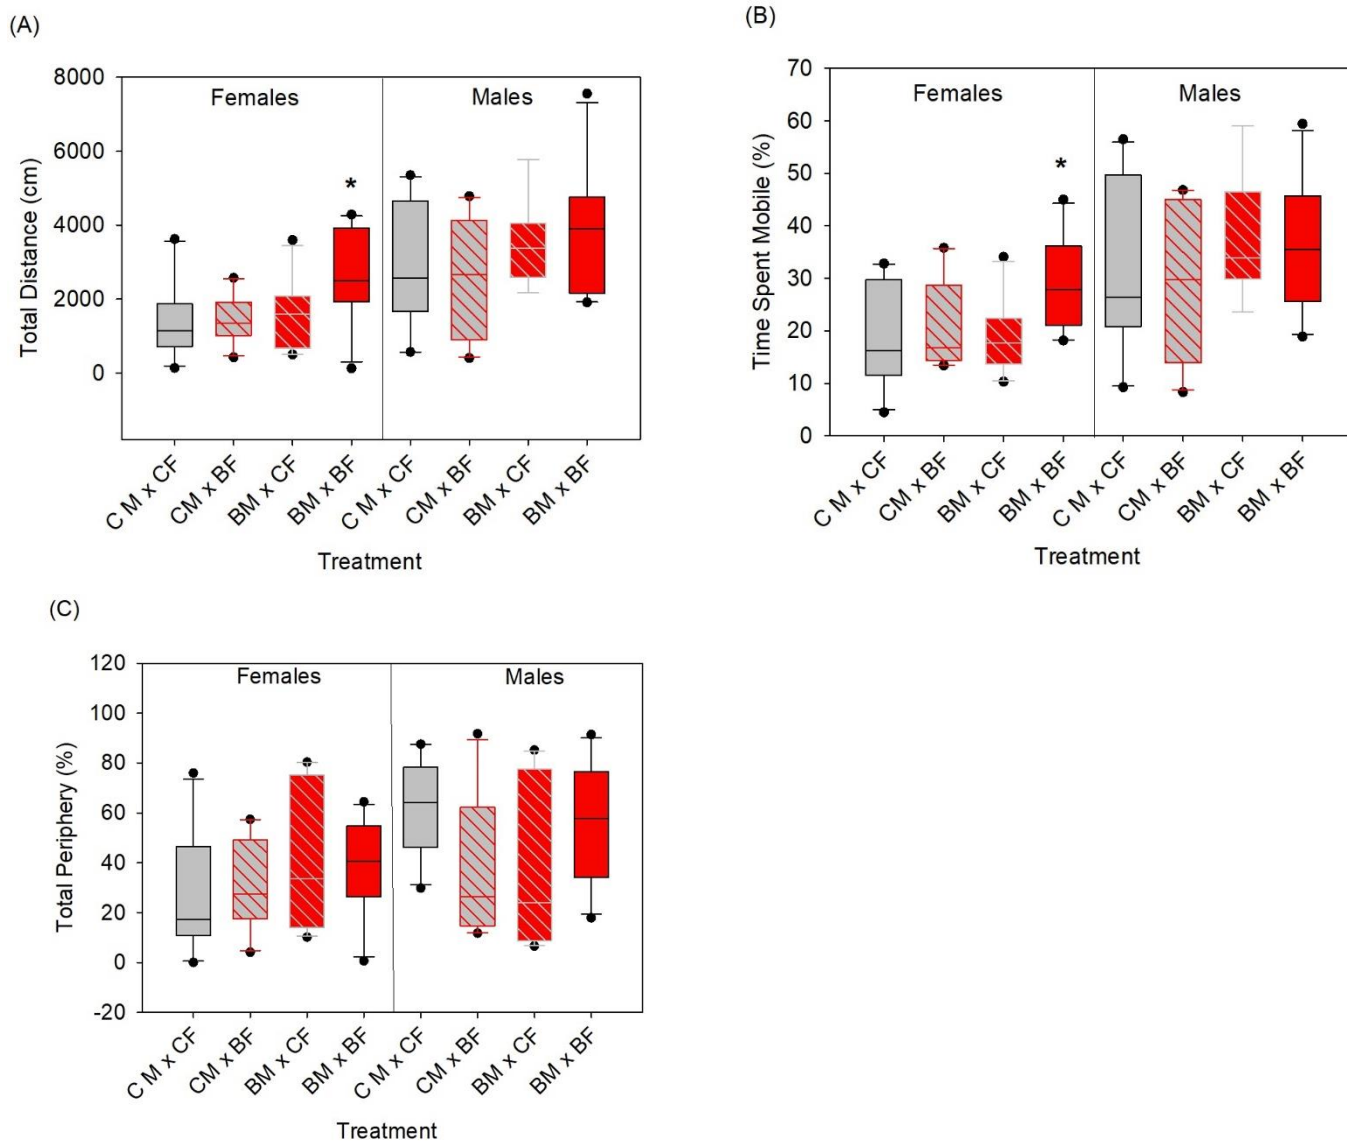 (A)
Total Distance (cm)
8000
6000
4000
2000
0
Females
Males
*
C M x CF
CM x BF
BM x CF
BM x BF
C M x CF
CM x BF
BM x CF
BM x BF
Treatment
(B)
Time Spent Mobile (%)
70
60
50
40
30
20
10
0
Females
Males
*
C M x CF
CM x BF
BM x CF
BM x BF
C M x CF
CM x BF
BM x CF
BM x BF
Treatment
(C)
Total Periphery (%)
120
100
80
60
40
20
0
-20
Females
Males
C M x CF
CM x BF
BM x CF
BM x BF
C M x CF
CM x BF
BM x CF
BM x BF
Treatment